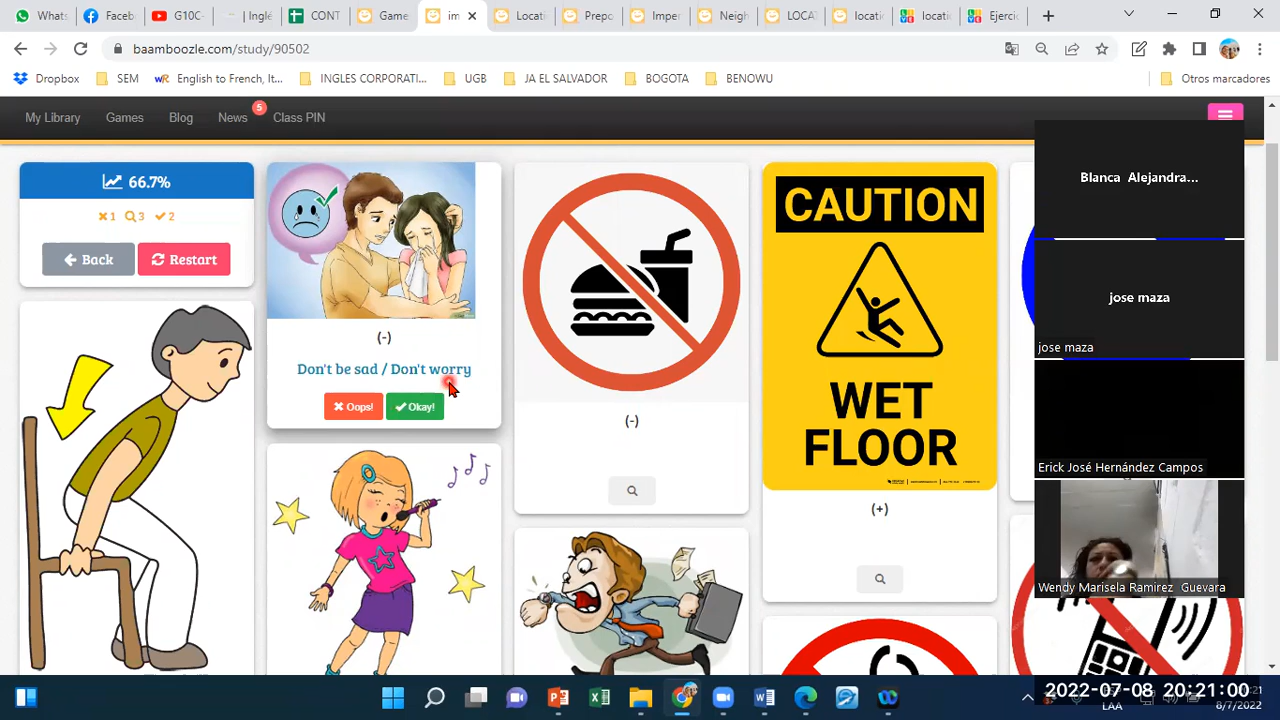 Whats
Faceb
G10C-
Inglé
CONT
Game
im
Locati
Prepo
Imper
Neigh
LOCA
locati
locati
Ejerci
baamboozle.com/study/90502
Dropbox
SEM
English to French, It...
INGLES CORPORATI...
UGB
JA EL SALVADOR
BOGOTA
BENOWU
Otros marcadores
My Library
Games
Blog
News
5
Class PIN
66.7%
1 3 2
Back
Restart
(-)
Don't be sad / Don't worry
Oops!
Okay!
(-)
CAUTION
WET
FLOOR
(+)
Blanca Alejandra...
jose maza
jose maza
Erick José Hernández Campos
Wendy Marisela Ramirez Guevara
2022-07-08 20:21:00
LAA
8/7/2022